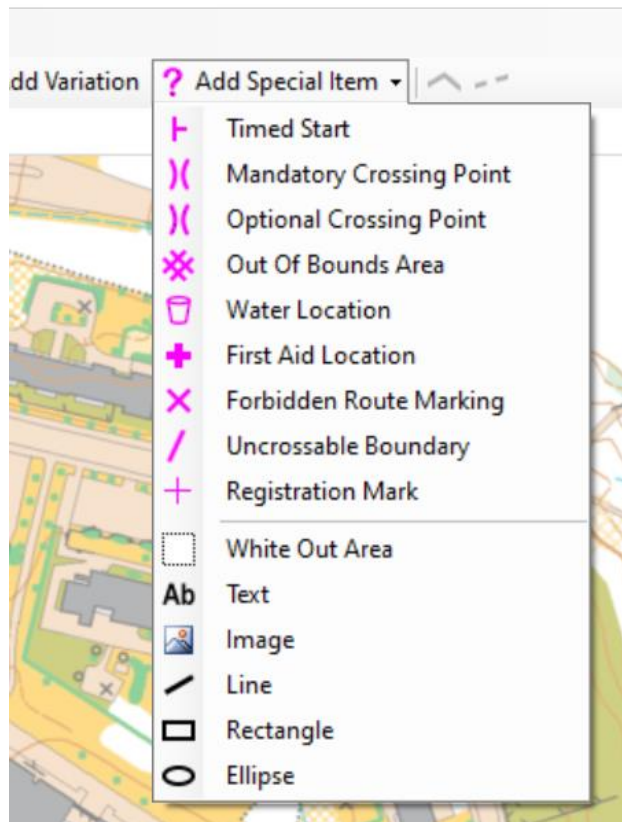 Variation ? Add Special Item
Timed Start
Mandatory Crossing Point
Optional Crossing Point
Out Of Bounds Area
Water Location
First Aid Location
Forbidden Route Marking
Uncrossable Boundary
Registration Mark
White Out Area
Ab Text
Image
Line
Rectangle
Ellipse